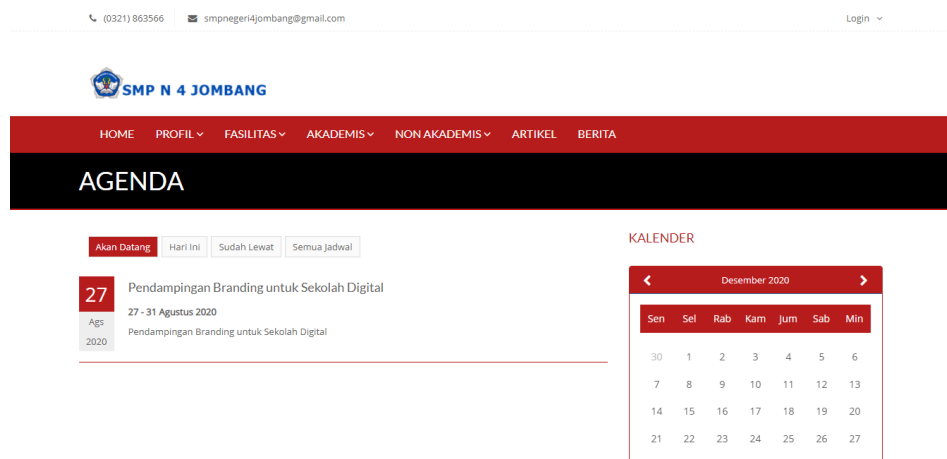 (0321) 863566 smpnegeri4jombang@gmail.com Login
SMP N 4 JOMBANG
HOME PROFIL FASILITAS AKADEMIS NON AKADEMIS ARTIKEL BERITA
AGENDA
Akan Datang Hari Ini Sudah Lewat Semua Jadwal
27
Ags
2020
Pendampingan Branding untuk Sekolah Digital
27 - 31 Agustus 2020
Pendampingan Branding untuk Sekolah Digital
KALENDER
Desember 2020
Sen Sel Rab Kam Jum Sab Min
30 1 2 3 4 5 6
7 8 9 10 11 12 13
14 15 16 17 18 19 20
21 22 23 24 25 26 27